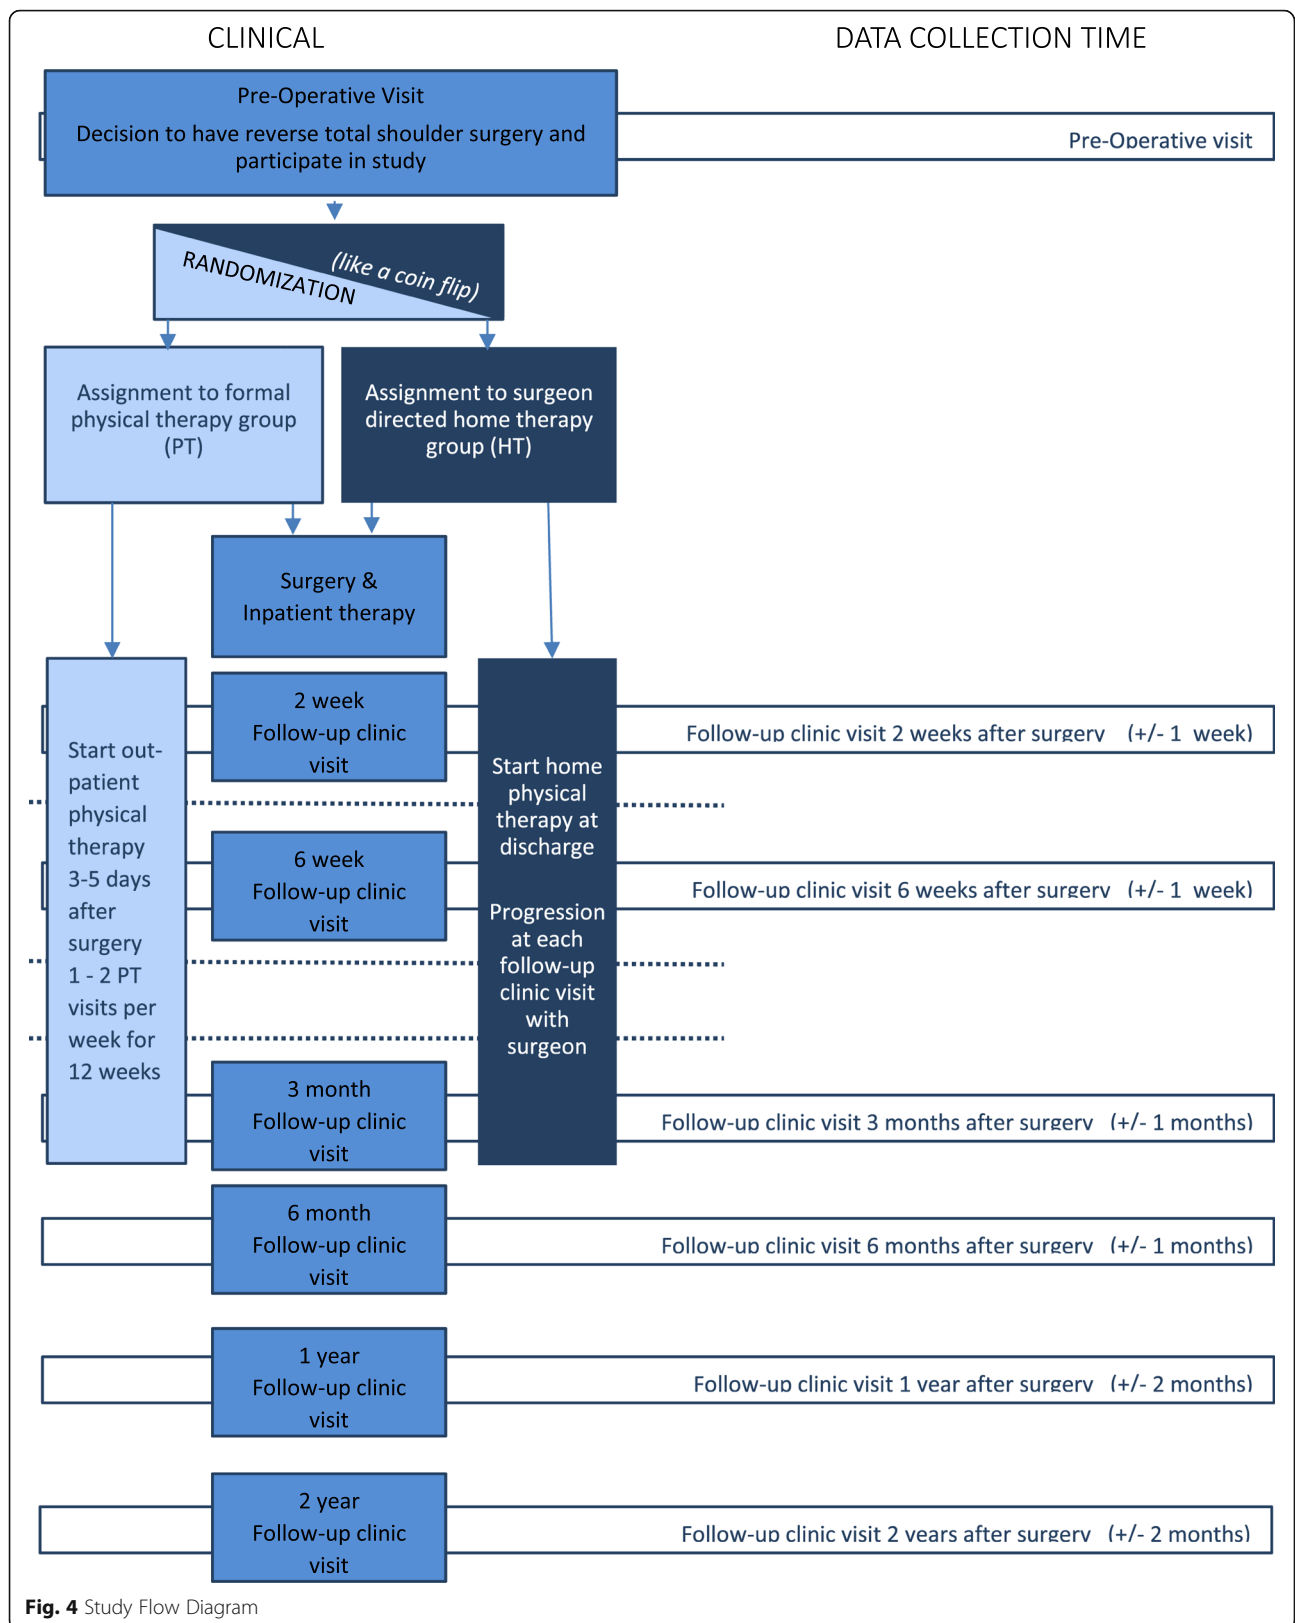 CLINICAL
DATA COLLECTION TIME
Pre-Operative Visit
Decision to have reverse total shoulder surgery and
participate in study
Pre-Operative visit
RANDOMIZATION
(like a coin flip)
Assignment to formal
physical therapy group
(PT)
Assignment to surgeon
directed home therapy
group (HT)
Surgery &
Inpatient therapy
Start out-
patient
physical
therapy
3-5 days
after
surgery
1 - 2 PT
visits per
week for
12 weeks
2 week
Follow-up clinic
visit
Start home
physical
therapy at
discharge
Progression
at each
follow-up
clinic visit
with
surgeon
Follow-up clinic visit 2 weeks after surgery (+/- 1 week)
6 week
Follow-up clinic
visit
Follow-up clinic visit 6 weeks after surgery (+/- 1 week)
3 month
Follow-up clinic
visit
Follow-up clinic visit 3 months after surgery (+/- 1 months)
6 month
Follow-up clinic
visit
Follow-up clinic visit 6 months after surgery (+/- 1 months)
1 year
Follow-up clinic
visit
Follow-up clinic visit 1 year after surgery (+/- 2 months)
2 year
Follow-up clinic
visit
Follow-up clinic visit 2 years after surgery (+/- 2 months)
Fig. 4 Study Flow Diagram